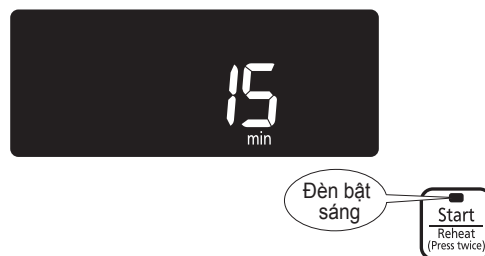 15
min
Đèn bật
sáng
Start
Reheat
(Press twice)